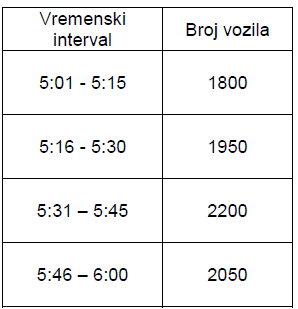 Vremenski
interval
Broj vozila
5:01 - 5:15
1800
5:16 - 5:30
1950
5:31 – 5:45
2200
5:46 – 6:00
2050